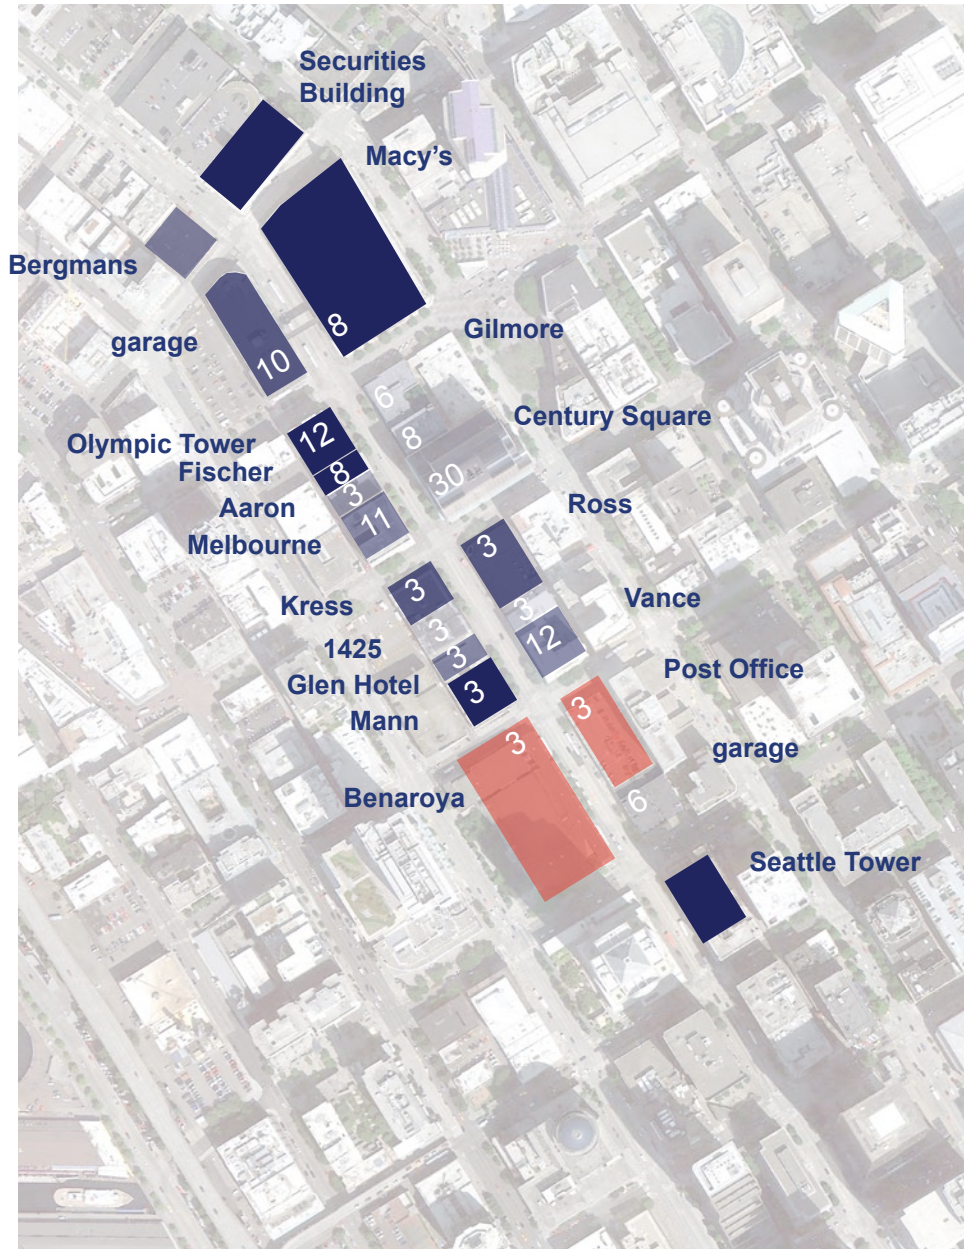 Securities
Building
Macy's
Bergmans
8
Gilmore
garage
10
6
Century Square
12
8
Olympic Tower
8
Fischer
30
3
Ross
Aaron
11
Melbourne
3
3
Vance
Kress
3
3
12
1425
3
Post Office
Glen Hotel
3
3
Mann
3
garage
Benaroya
6
Seattle Tower